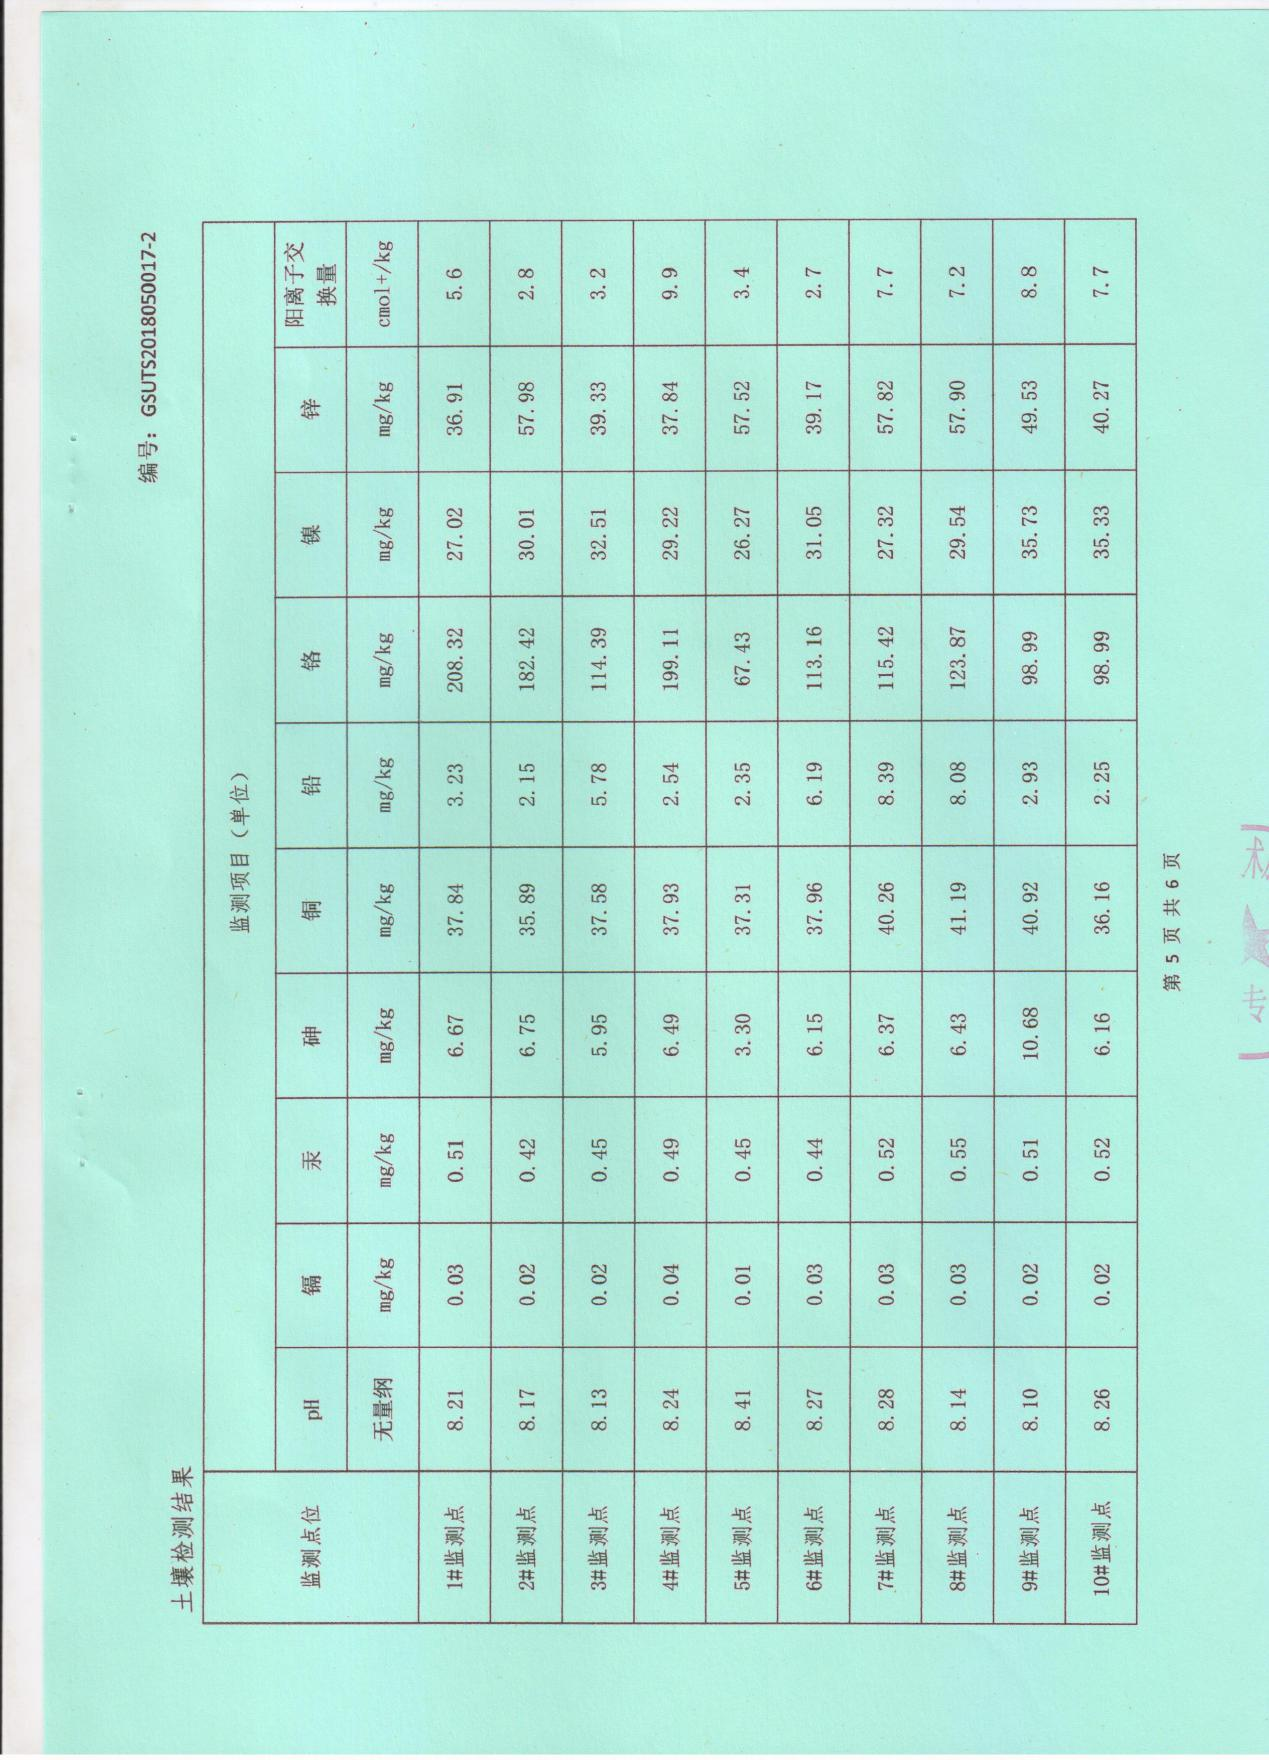 编号：GSUTS2018050017-2
土壤检测结果
监测点位 监测项目（单位）
pH 镉 汞 砷 铜 铅 铬 镍 锌 阳离子交换量
无量纲 mg/kg mg/kg mg/kg mg/kg mg/kg mg/kg mg/kg mg/kg cmol+/kg
1#监测点 8.21 0.03 0.51 6.67 37.84 3.23 208.32 27.02 36.91 5.6
2#监测点 8.17 0.02 0.42 6.75 35.89 2.15 182.42 30.01 57.98 2.8
3#监测点 8.13 0.02 0.45 5.95 37.58 5.78 114.39 32.51 39.33 3.2
4#监测点 8.24 0.04 0.49 6.49 37.93 2.54 199.11 29.22 37.84 9.9
5#监测点 8.41 0.01 0.45 3.30 37.31 2.35 67.43 26.27 57.52 3.4
6#监测点 8.27 0.03 0.44 6.15 37.96 6.19 113.16 31.05 39.17 2.7
7#监测点 8.28 0.03 0.52 6.37 40.26 8.39 115.42 27.32 57.82 7.7
8#监测点 8.14 0.03 0.55 6.43 41.19 8.08 123.87 29.54 57.90 7.2
9#监测点 8.10 0.02 0.51 10.68 40.92 2.93 98.99 35.73 49.53 8.8
10#监测点 8.26 0.02 0.52 6.16 36.16 2.25 98.99 35.33 40.27 7.7
第 5 页 共 6 页
专